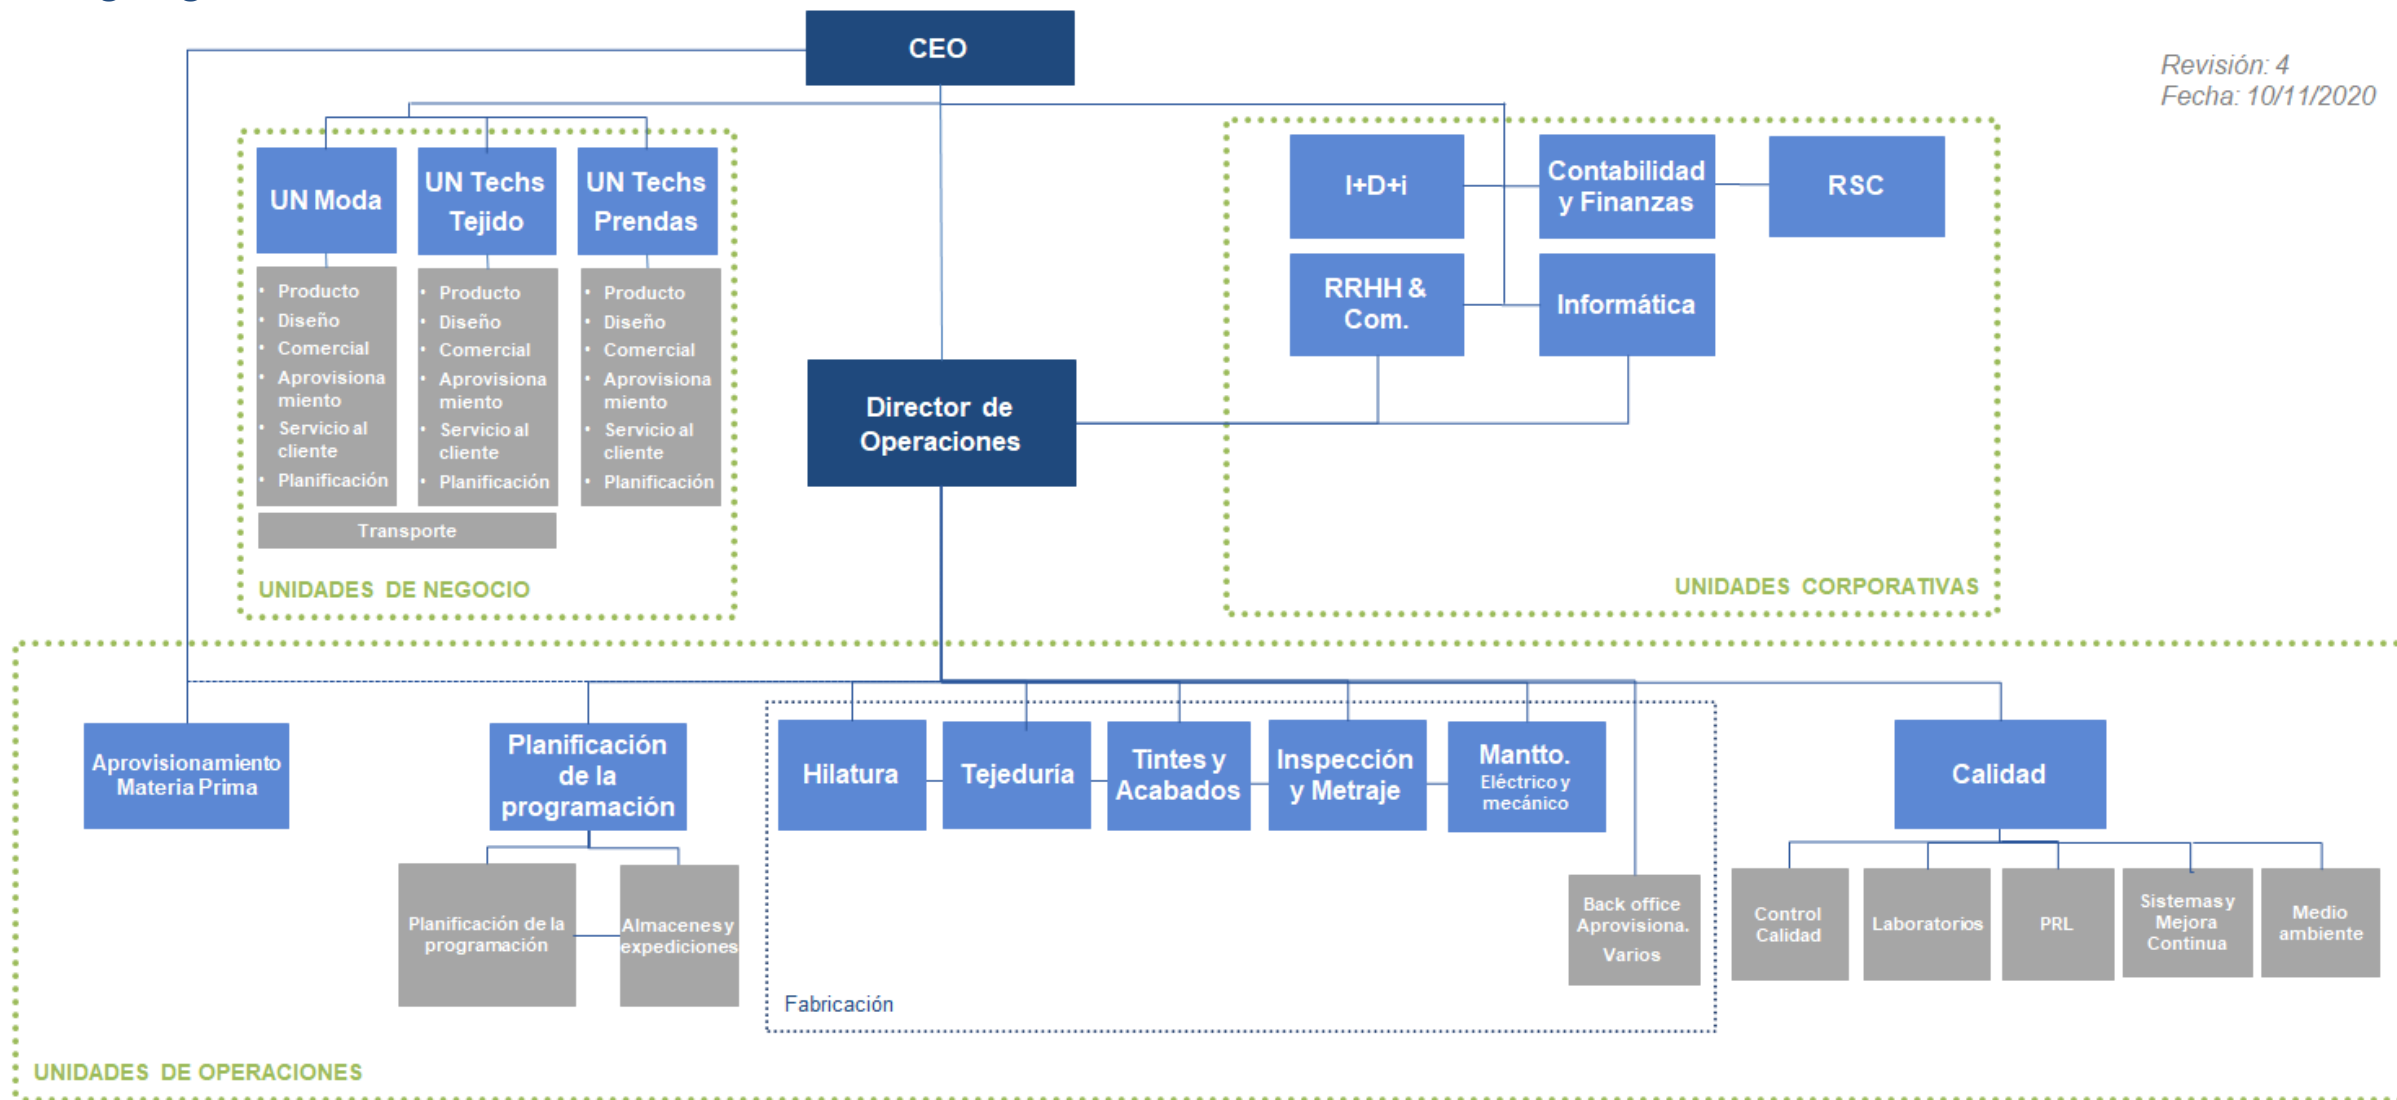 CEO
Revisión: 4
Fecha: 10/11/2020
UN Moda
UN Techs
Tejido
UN Techs
Prendas
• Producto
• Diseño
• Comercial
• Aprovisiona
miento
• Servicio al
cliente
• Planificación
• Producto
• Diseño
• Comercial
• Aprovisiona
miento
• Servicio al
cliente
• Planificación
• Producto
• Diseño
• Comercial
• Aprovisiona
miento
• Servicio al
cliente
• Planificación
Transporte
UNIDADES DE NEGOCIO
I+D+i
Contabilidad
y Finanzas
RSC
RRHH &
Com.
Informática
UNIDADES CORPORATIVAS
Director de
Operaciones
Aprovisionamiento
Materia Prima
Planificación
de la
programación
Planificación de la
programación
Almacenes y
expediciones
Hilatura
Tejeduría
Tintes y
Acabados
Inspección
y Metraje
Mantto.
Eléctrico y
mecánico
Back office
Aprovisiona.
Varios
Fabricación
Calidad
Control
Calidad
Laboratorios
PRL
Sistemas y
Mejora
Continua
Medio
ambiente
UNIDADES DE OPERACIONES